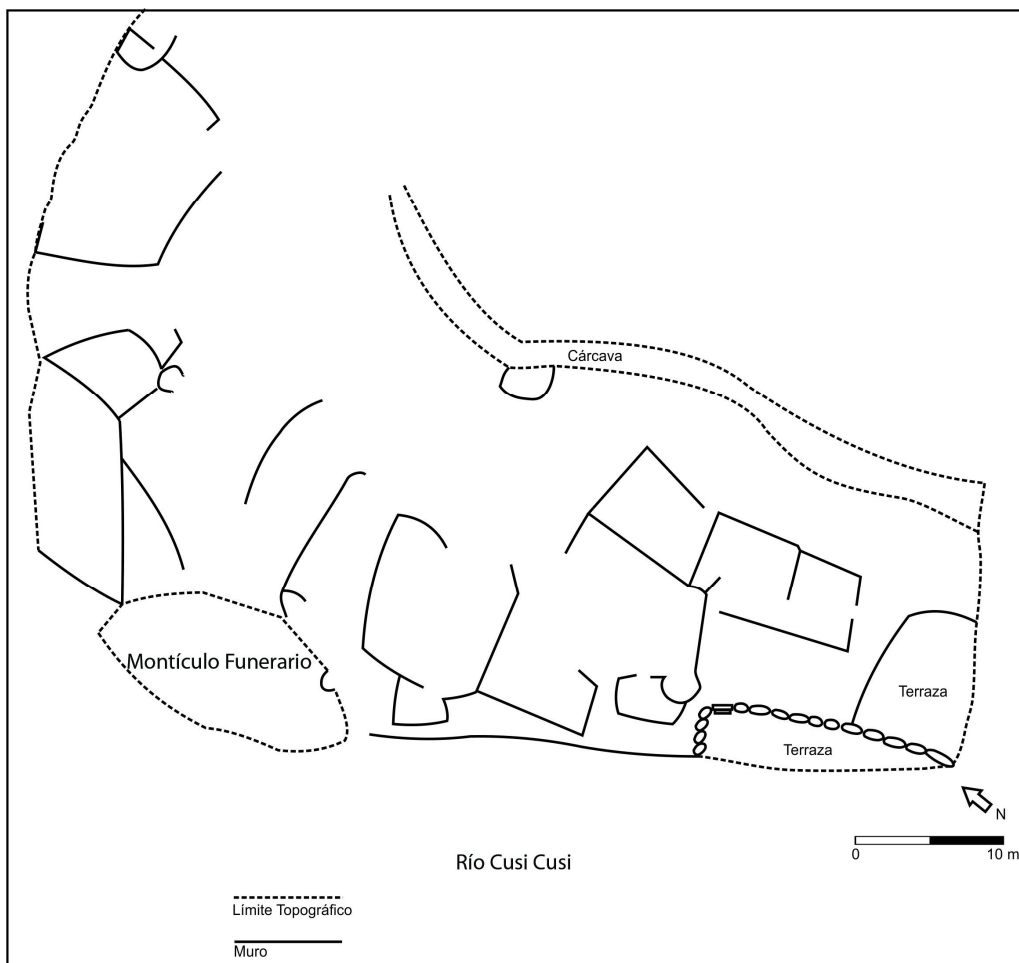 Cárcava
Montículo Funerario
Terraza
Terraza
N
0 10 m
Río Cusi Cusi
Límite Topográfico
Muro